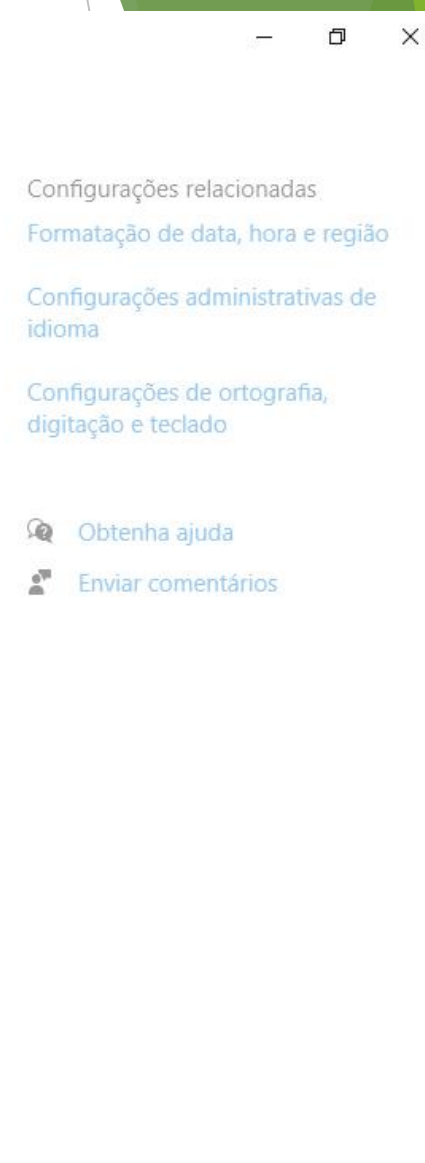 Configurações relacionadas
Formatação de data, hora e região
Configurações administrativas de
idioma
Configurações de ortografia,
digitação e teclado
Obtenha ajuda
Enviar comentários